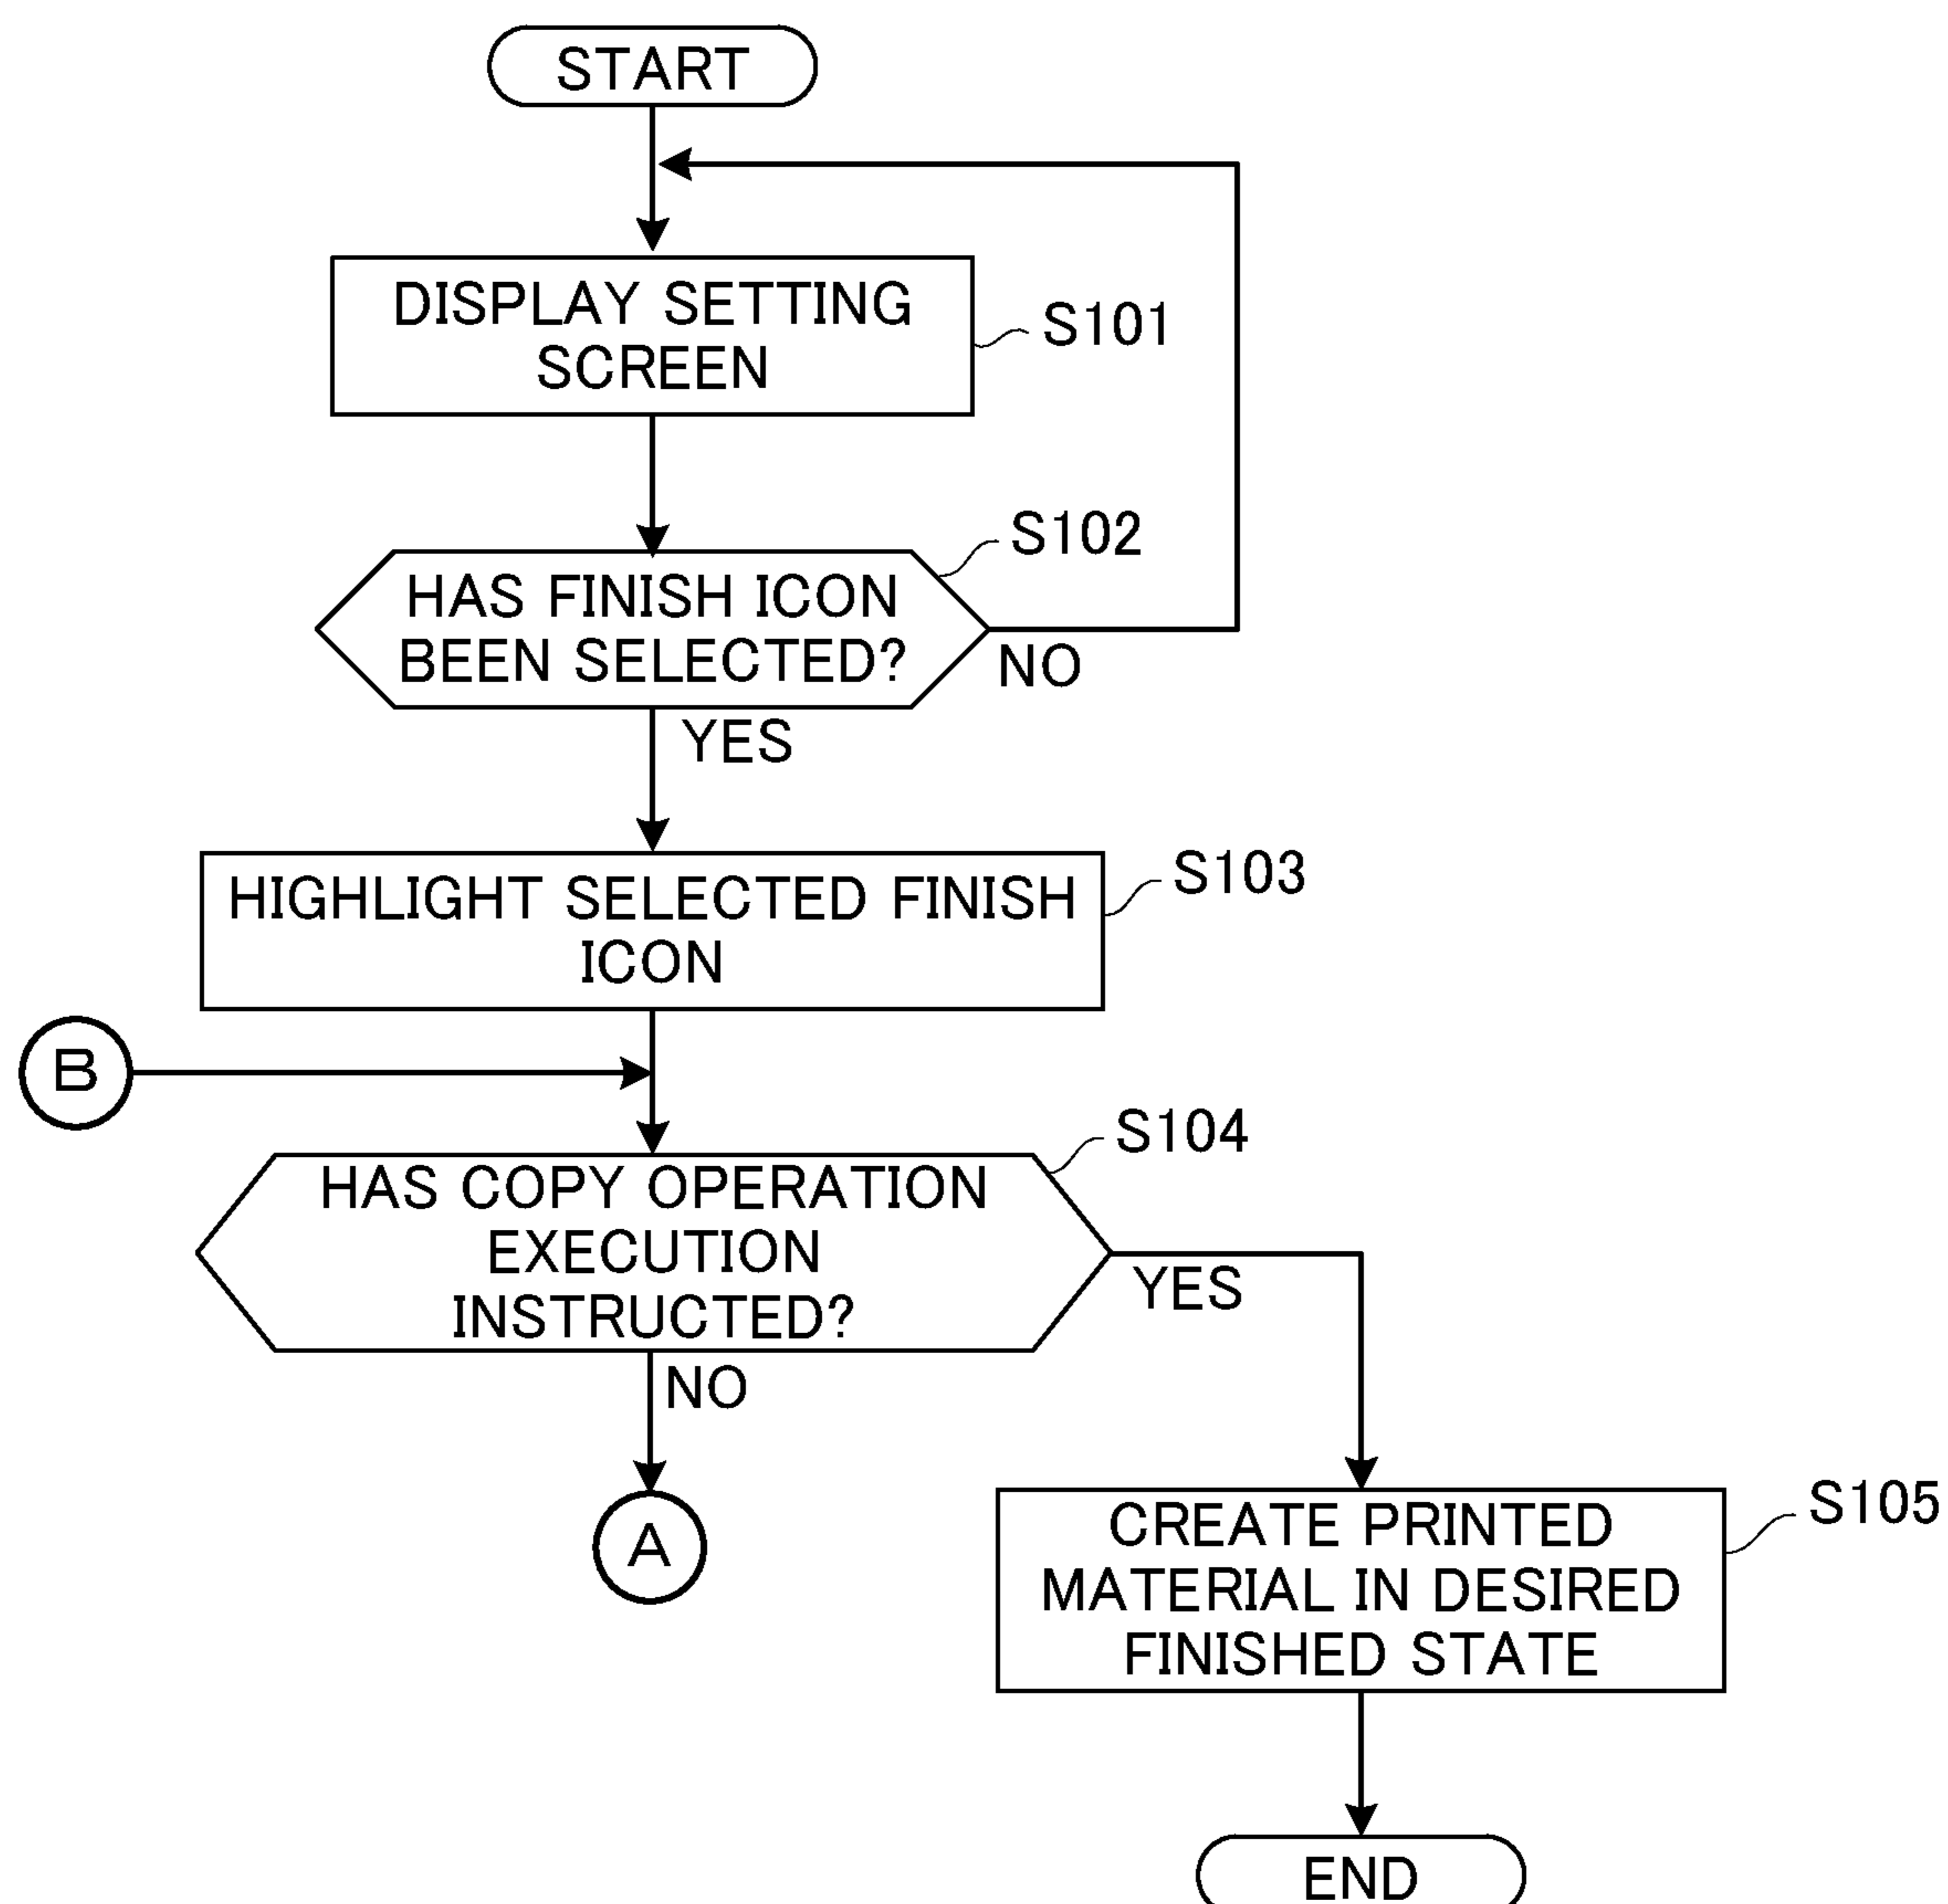 START
DISPLAY SETTING
SCREEN
S101
S102
HAS FINISH ICON
BEEN SELECTED?
NO
YES
HIGHLIGHT SELECTED FINISH
ICON
S103
B
S104
HAS COPY OPERATION
EXECUTION
INSTRUCTED?
YES
NO
A
CREATE PRINTED
MATERIAL IN DESIRED
FINISHED STATE
S105
END